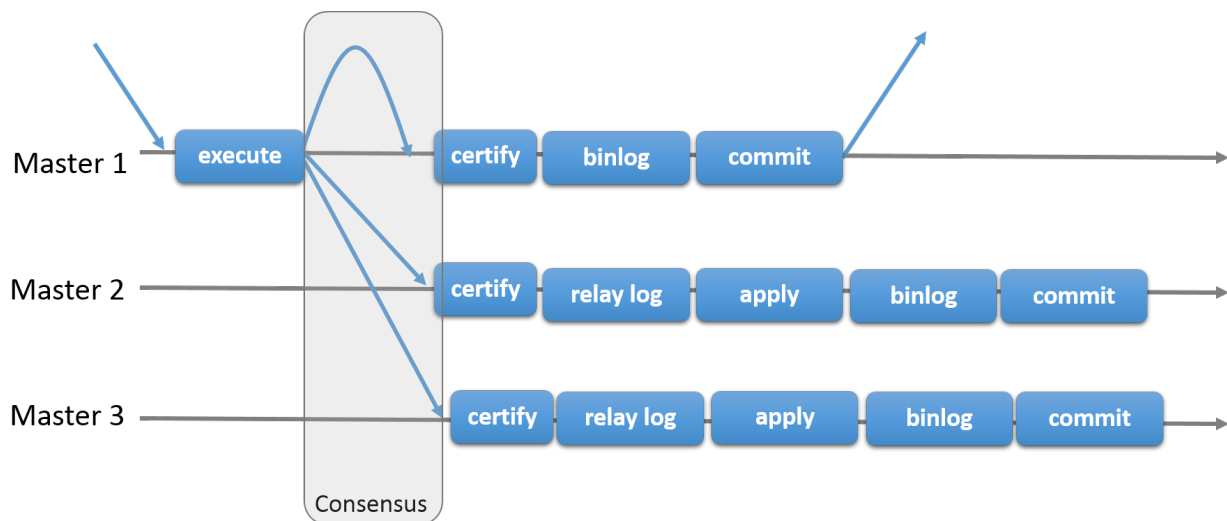 Master 1 execute certify binlog commit
Master 2 certify relay log apply binlog commit
Master 3 certify relay log apply binlog commit
Consensus